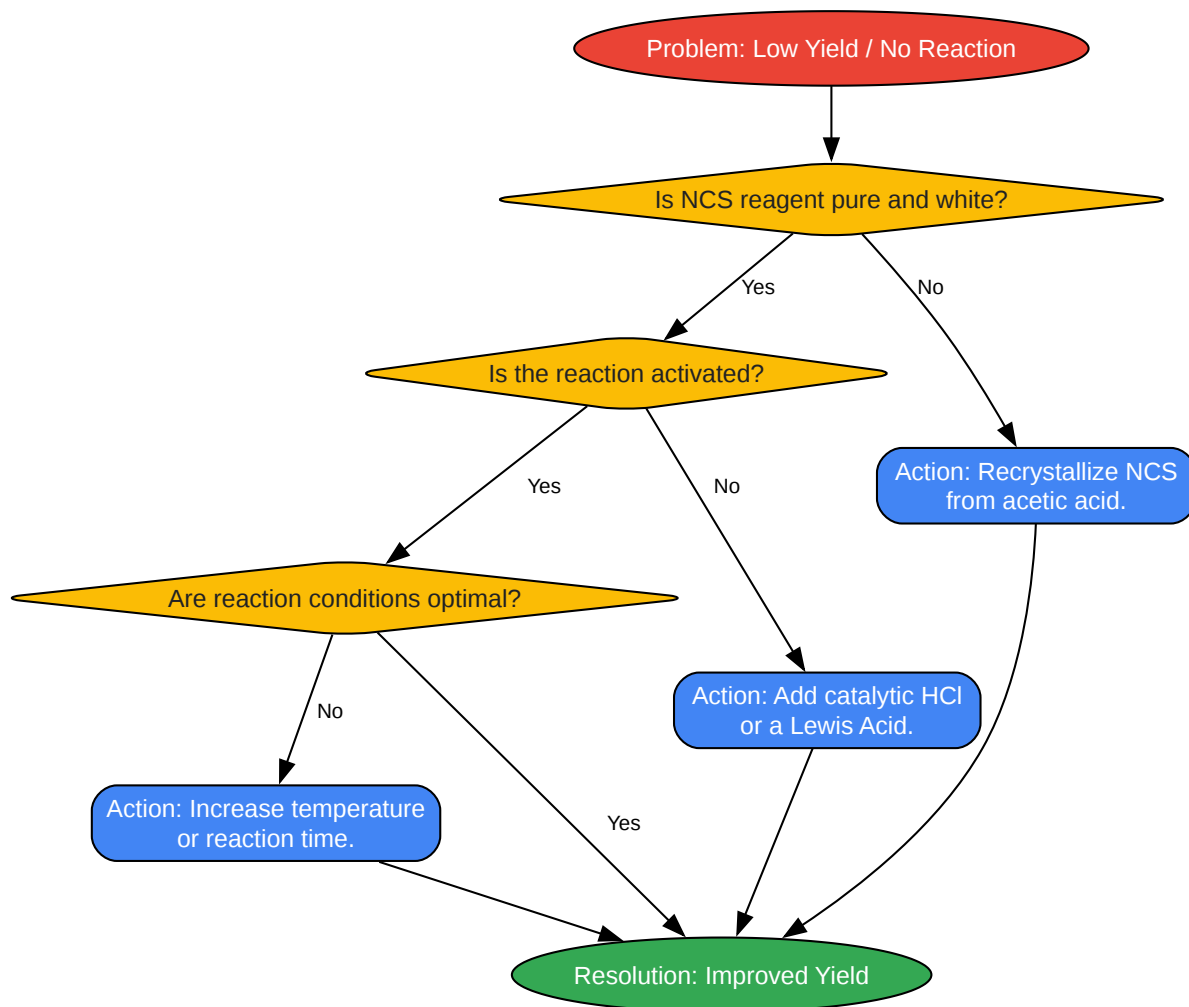 Problem: Low Yield / No Reaction
Is NCS reagent pure and white?
Yes
No
Is the reaction activated?
Action: Recrystallize NCS
from acetic acid.
Yes
No
Are reaction conditions optimal?
Action: Add catalytic HCl
or a Lewis Acid.
No
Yes
Action: Increase temperature
or reaction time.
Resolution: Improved Yield